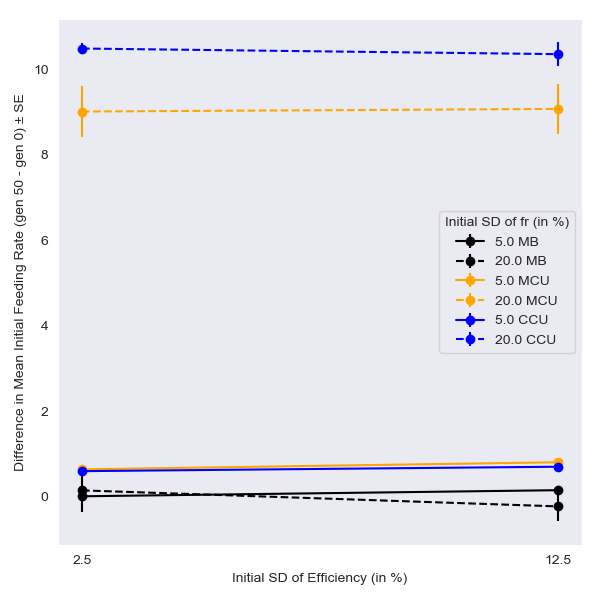 Difference in Mean Initial Feeding Rate (gen 50 - gen 0) ± SE
10
8
6
4
2
0
Initial SD of fr (in %)
5.0 MB
20.0 MB
5.0 MCU
20.0 MCU
5.0 CCU
20.0 CCU
2.5
12.5
Initial SD of Efficiency (in %)